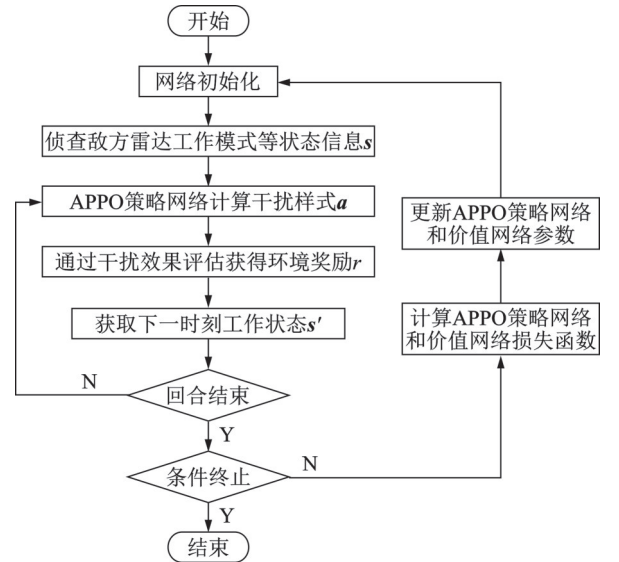 开始
网络初始化
侦查敌方雷达工作模式等状态信息s
APPO策略网络计算干扰样式a
通过干扰效果评估获得环境奖励r
获取下一时刻工作状态s′
N
回合结束
Y
条件终止
N
Y
结束
更新APPO策略网络
和价值网络参数
计算APPO策略网络
和价值网络损失函数